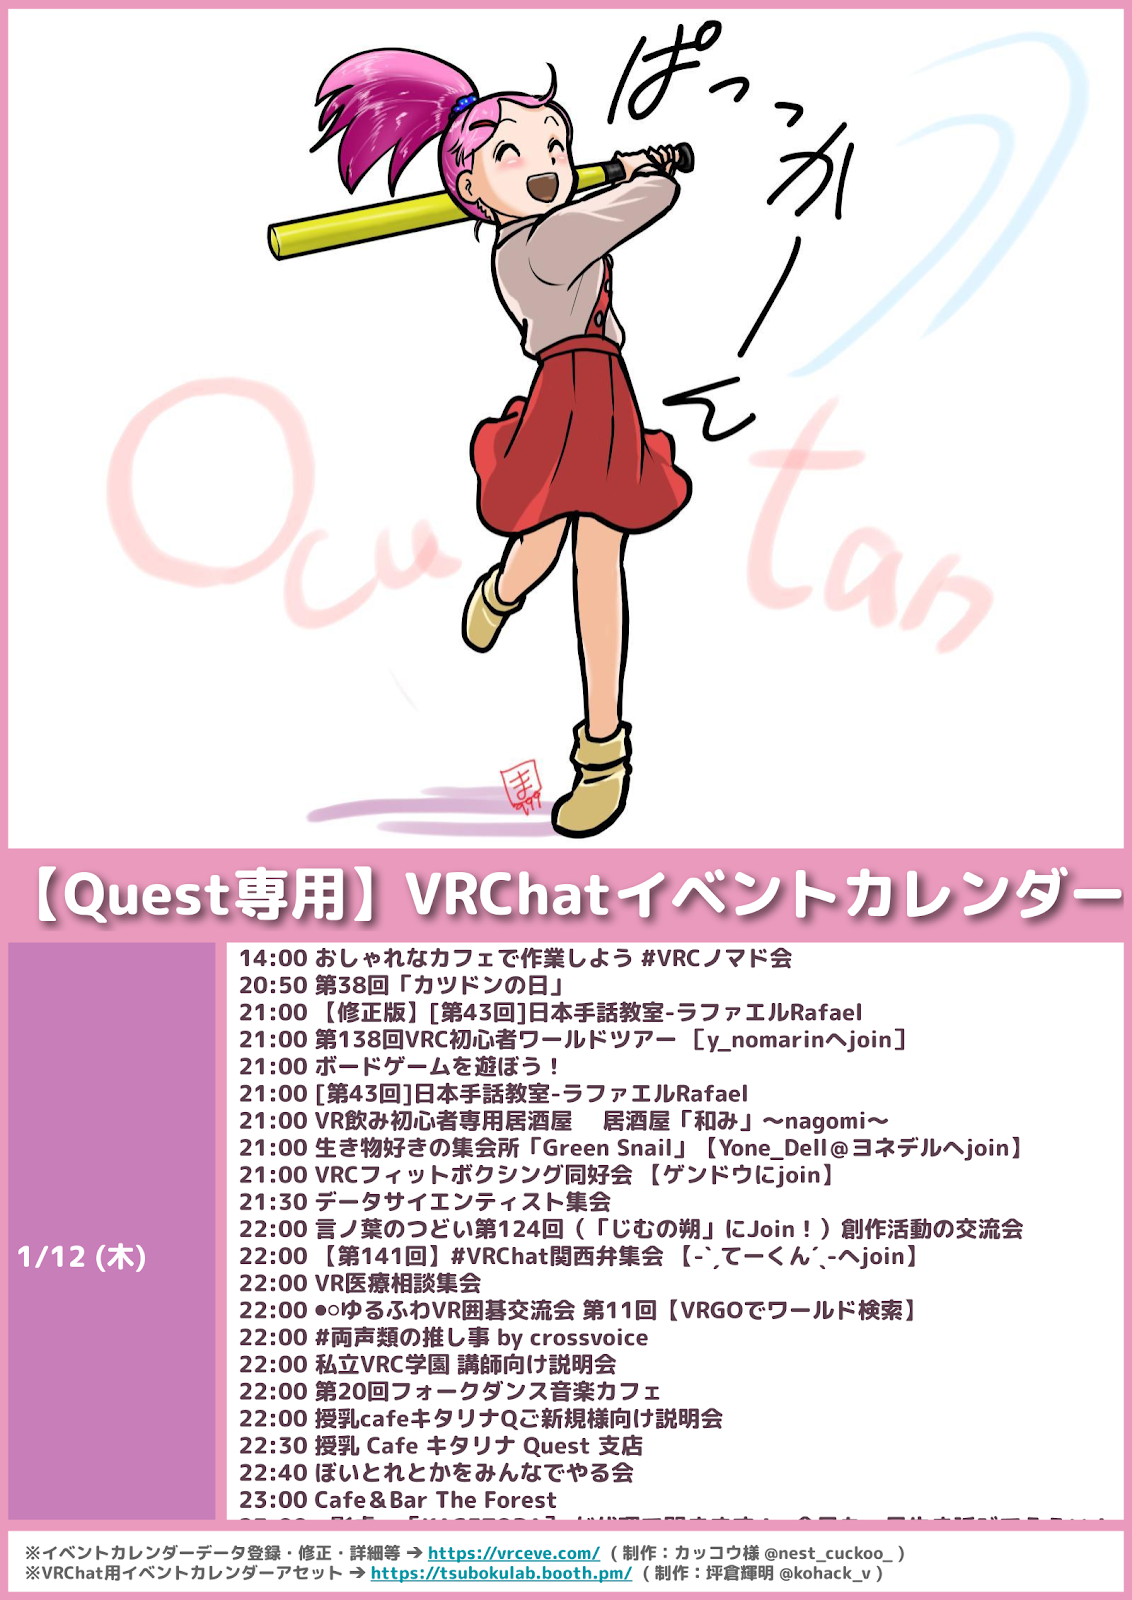 ぱっっかーん
Ocutan
ま
999
【Quest専用】VRChatイベントカレンダー
1/12 (木)
14:00 おしゃれなカフェで作業しよう #VRCノマド会
20:50 第38回「カツドンの日」
21:00 【修正版】[第43回]日本手話教室-ラファエルRafael
21:00 第138回VRC初心者ワールドツアー ［y_nomarinへjoin］
21:00 ボードゲームを遊ぼう！
21:00 [第43回]日本手話教室-ラファエルRafael
21:00 VR飲み初心者専用居酒屋　居酒屋「和み」～nagomi～
21:00 生き物好きの集会所「Green Snail」【Yone_Dell@ヨネデルへjoin】
21:00 VRCフィットボクシング同好会 【ゲンドウにjoin】
21:30 データサイエンティスト集会
22:00 言ノ葉のつどい第124回（「じむの朔」にJoin！）創作活動の交流会
22:00 【第141回】#VRChat関西弁集会 【-ˋˏてーくんˊˎ-へjoin】
22:00 VR医療相談集会
22:00 ●○ゆるふわVR囲碁交流会 第11回【VRGOでワールド検索】
22:00 #両声類の推し事 by crossvoice
22:00 私立VRC学園 講師向け説明会
22:00 第20回フォークダンス音楽カフェ
22:00 授乳cafeキタリナQご新規様向け説明会
22:30 授乳 Cafe キタリナ Quest 支店
22:40 ぼいとれとかをみんなでやる会
23:00 Cafe＆Bar The Forest
※イベントカレンダーデータ登録・修正・詳細等 ➔ https://vrceve.com/ （制作：カッコウ様 @nest_cuckoo_）
※VRChat用イベントカレンダーアセット ➔ https://tsubokulab.booth.pm/ （制作：坪倉輝明 @kohack_v）